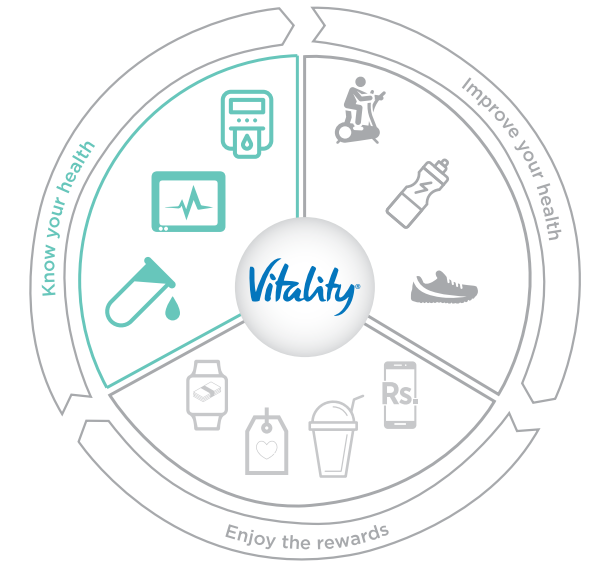 Know your health
Improve your health
Vitality®
Rs.
Enjoy the rewards